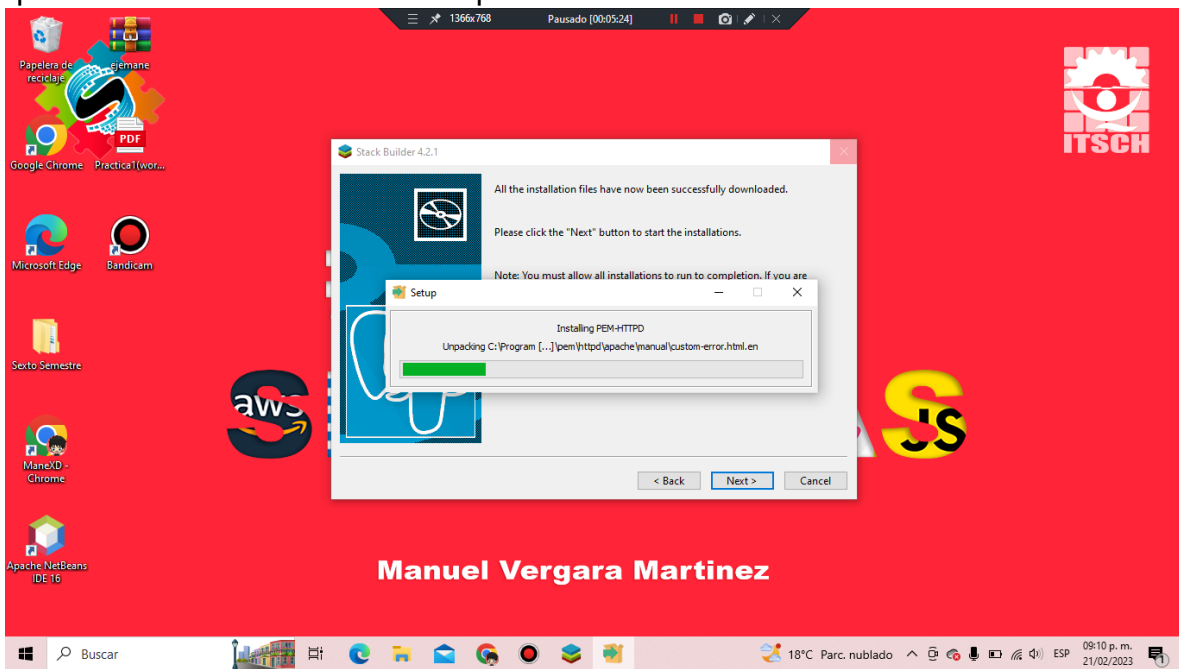 1366x768 Pausado [00:05:24]
Papelera de
reciclaje
ejemane
Google Chrome
PDF
Practica1(wor...
ITSCH
Stack Builder 4.2.1
All the installation files have now been successfully downloaded.
Please click the "Next" button to start the installations.
Note: You must allow all installations to run to completion. If you are
Setup
Installing PEM-HTTPD
Unpacking C:\Program [...]\pem\httpd\apache\manual\custom-error.html.en
< Back Next > Cancel
Microsoft Edge
Bandicam
Sexto Semestre
aws
S
S
JS
ManeXD -
Chrome
Apache NetBeans
IDE 16
Manuel Vergara Martinez
Buscar
18°C Parc. nublado
ESP
09:10 p. m.
21/02/2023
1